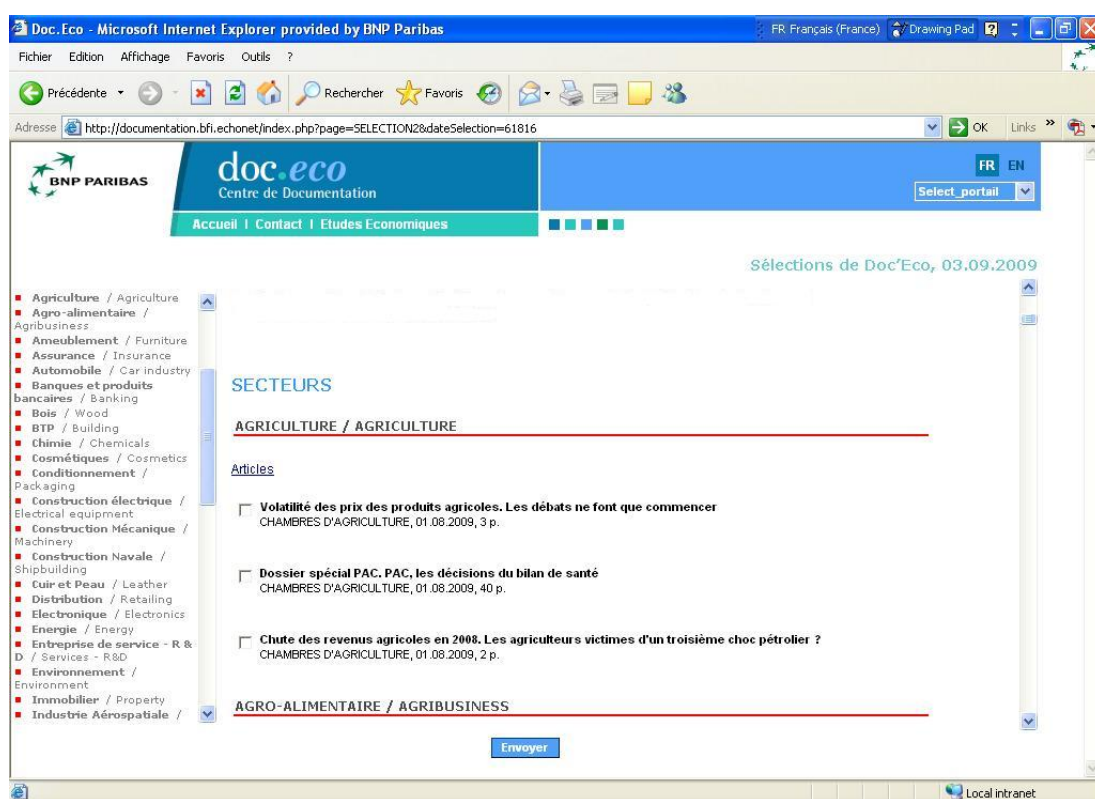 Doc.Eco - Microsoft Internet Explorer provided by BNP Paribas
FR Français (France) Drawing Pad
Fichier Edition Affichage Favoris Outils ?
Précédente Rechercher Favoris
Adresse http://documentation.bfi.echonet/index.php?page=SELECTION2&dateSelection=61816 OK Links »
BNP PARIBAS
doc.eco
Centre de Documentation
FR EN
Select_portail
Accueil I Contact I Etudes Economiques
Sélections de Doc'Eco, 03.09.2009
Agriculture / Agriculture
Agro-alimentaire /
Agribusiness
Ameublement / Furniture
Assurance / Insurance
Automobile / Car industry
Banques et produits
bancaires / Banking
Bois / Wood
BTP / Building
Chimie / Chemicals
Cosmétiques / Cosmetics
Conditionnement /
Packaging
Construction électrique /
Electrical equipment
Construction Mécanique /
Machinery
Construction Navale /
Shipbuilding
Cuir et Peau / Leather
Distribution / Retailing
Electronique / Electronics
Energie / Energy
Entreprise de service - R &
D / Services - R&D
Environnement /
Environment
Immobilier / Property
Industrie Aérospatiale /
SECTEURS
AGRICULTURE / AGRICULTURE
Articles
Volatilité des prix des produits agricoles. Les débats ne font que commencer
CHAMBRES D'AGRICULTURE, 01.08.2009, 3 p.
Dossier spécial PAC. PAC, les décisions du bilan de santé
CHAMBRES D'AGRICULTURE, 01.08.2009, 40 p.
Chute des revenus agricoles en 2008. Les agriculteurs victimes d'un troisième choc pétrolier ?
CHAMBRES D'AGRICULTURE, 01.08.2009, 2 p.
AGRO-ALIMENTAIRE / AGRIBUSINESS
Envoyer
Local intranet